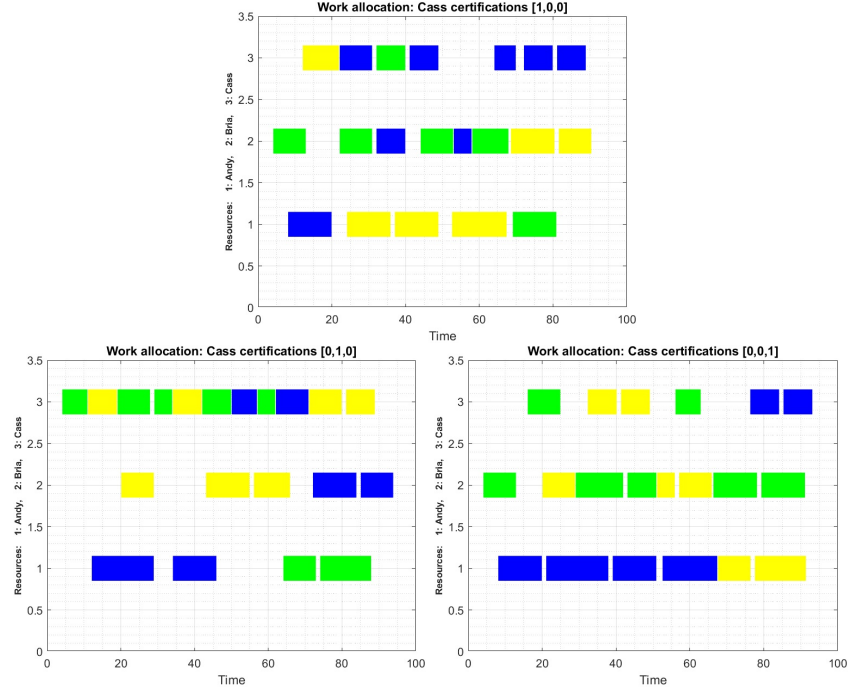 Work allocation: Cass certifications [1,0,0]
3.5
3
2.5
2
1.5
1
0.5
0
Resources: 1: Andy, 2: Bria, 3: Cass
0 20 40 60 80 100
Time
Work allocation: Cass certifications [0,1,0]
3.5
3
2.5
2
1.5
1
0.5
0
Resources: 1: Andy, 2: Bria, 3: Cass
0 20 40 60 80 100
Time
Work allocation: Cass certifications [0,0,1]
3.5
3
2.5
2
1.5
1
0.5
0
Resources: 1: Andy, 2: Bria, 3: Cass
0 20 40 60 80 100
Time